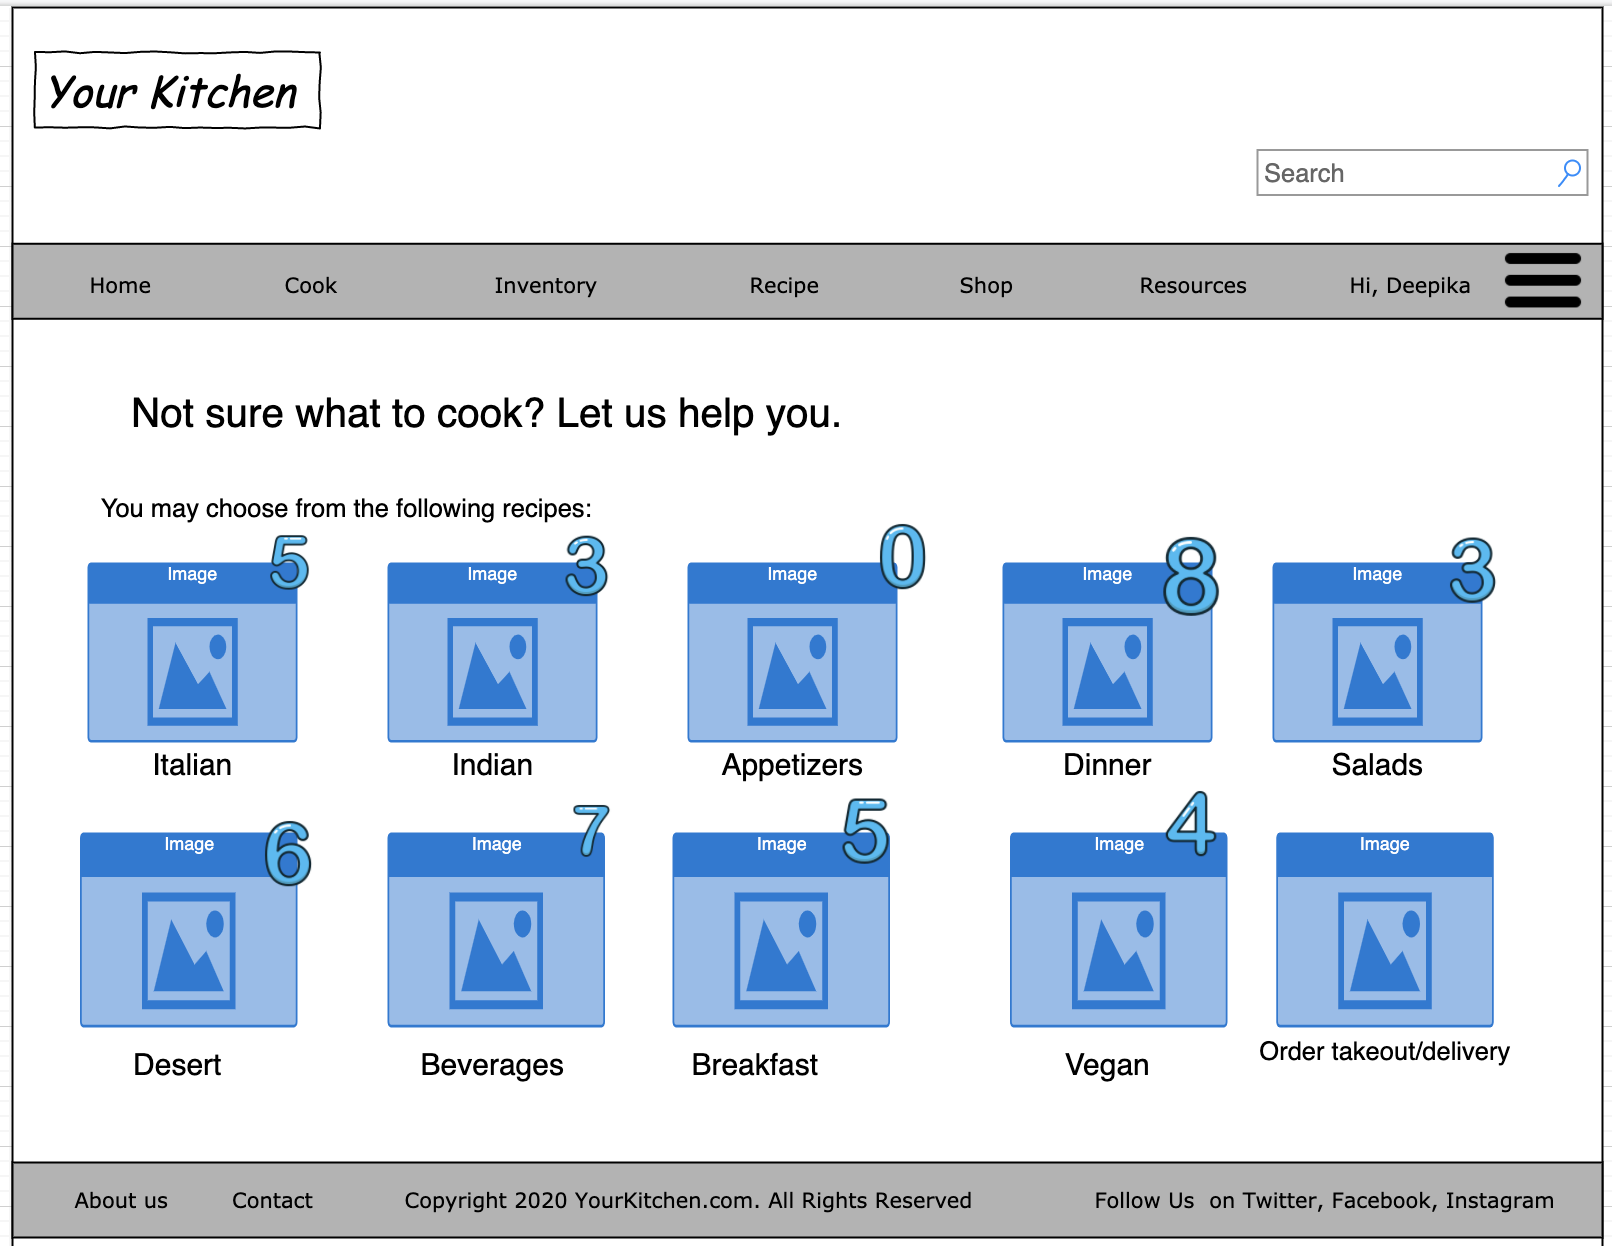 Your Kitchen
Search
Home Cook Inventory Recipe Shop Resources Hi, Deepika
Not sure what to cook? Let us help you.
You may choose from the following recipes:
5 3 0 8 3
Image Image Image Image Image
Italian Indian Appetizers Dinner Salads
6 7 5 4
Image Image Image Image Image
Desert Beverages Breakfast Vegan Order takeout/delivery
About us Contact Copyright 2020 YourKitchen.com. All Rights Reserved Follow Us on Twitter, Facebook, Instagram